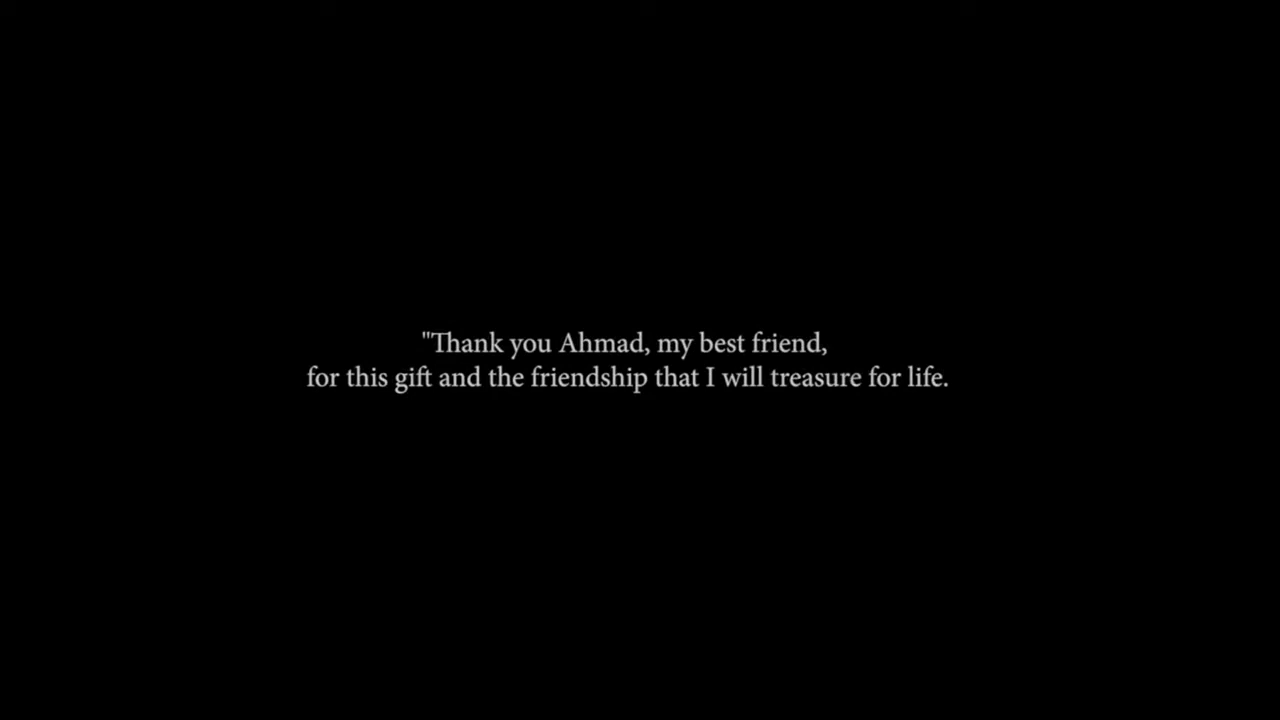 "Thank you Ahmad, my best friend,
for this gift and the friendship that I will treasure for life.